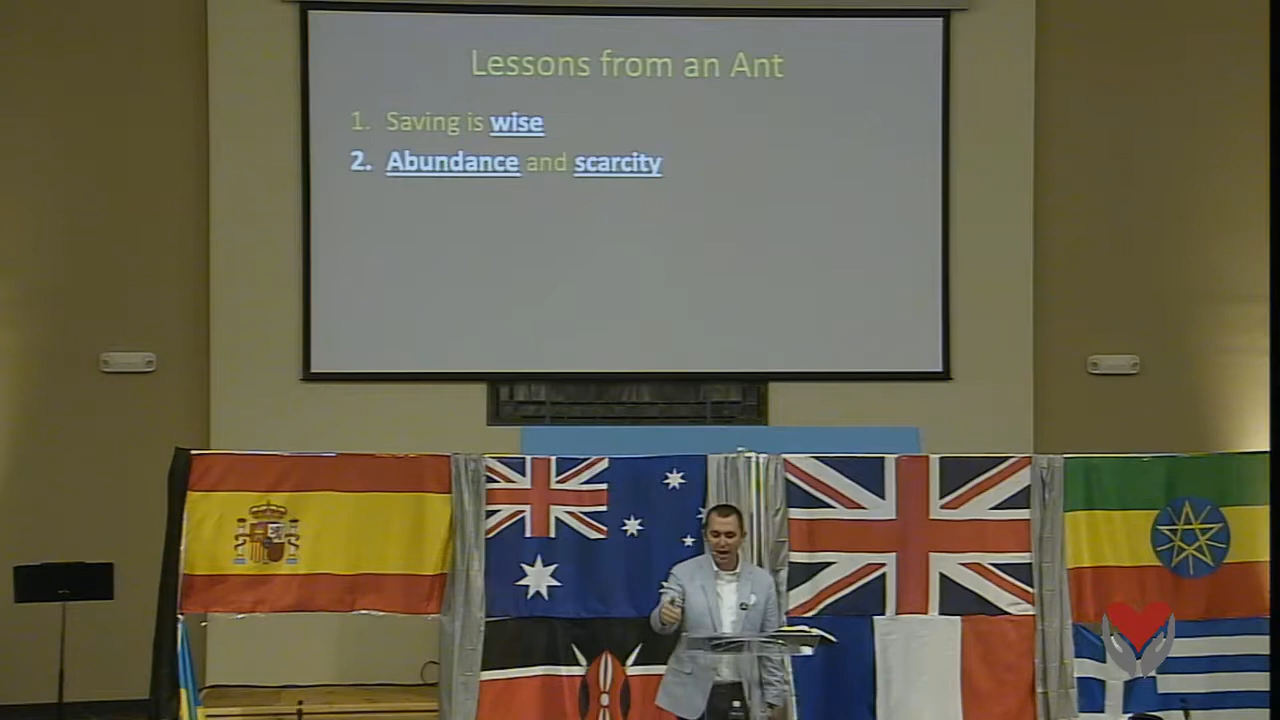 Lessons from an Ant
1. Saving is wise
2. Abundance and scarcity